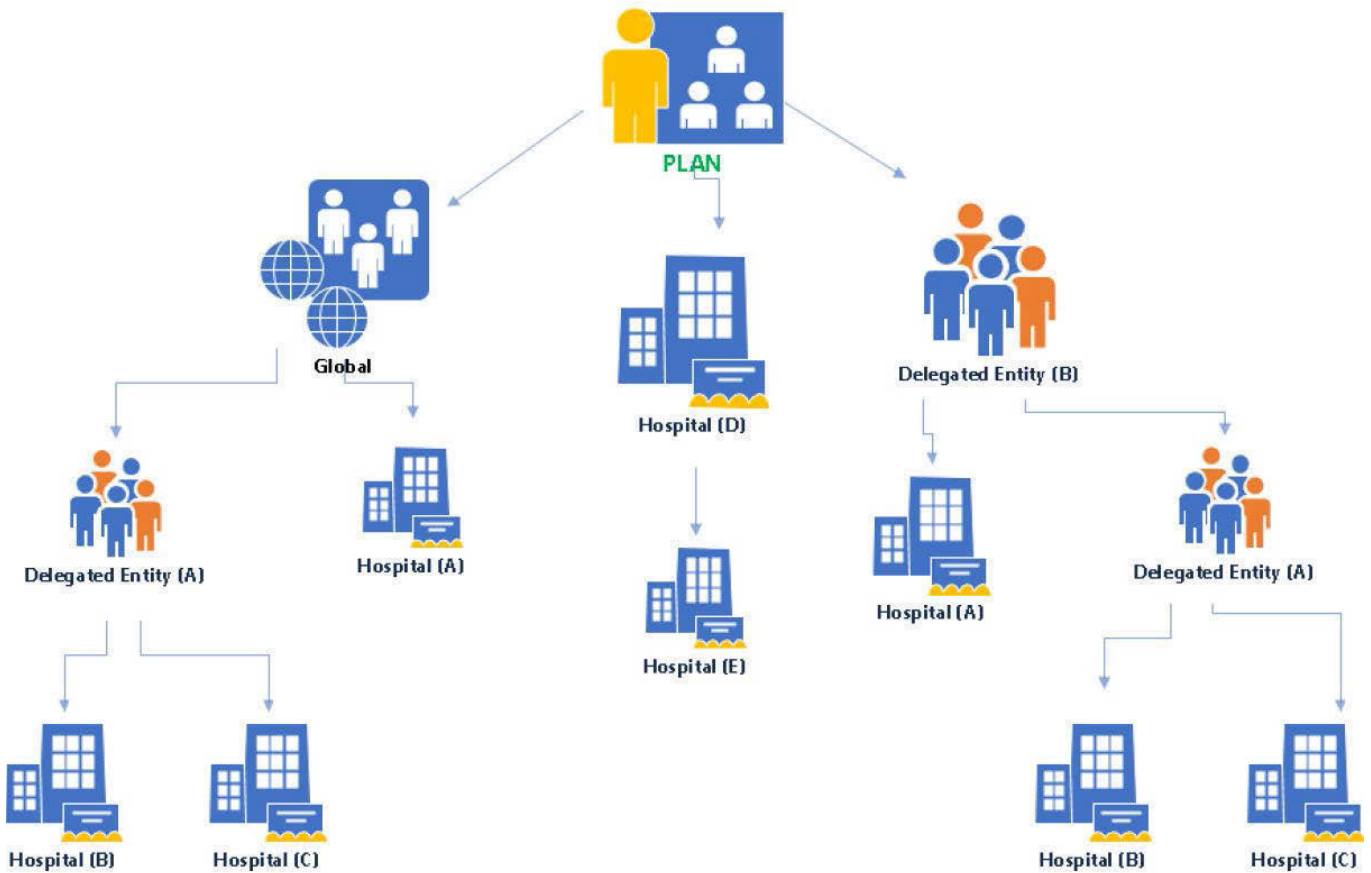 PLAN
Global
Delegated Entity (B)
Hospital (D)
Delegated Entity (A)
Hospital (A)
Hospital (E)
Hospital (A)
Delegated Entity (A)
Hospital (B)
Hospital (C)
Hospital (B)
Hospital (C)